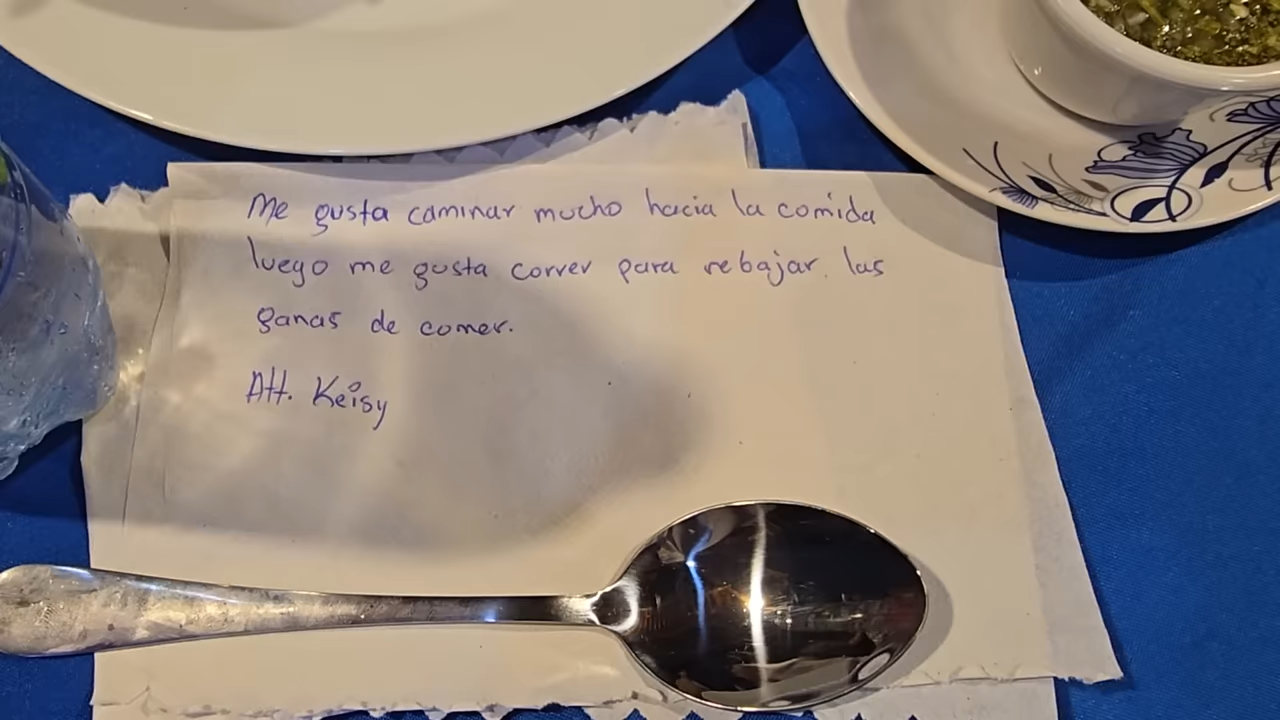 Me gusta caminar mucho hacia la comida
luego me gusta correr para rebajar las
ganas de comer.
Att. Keisy